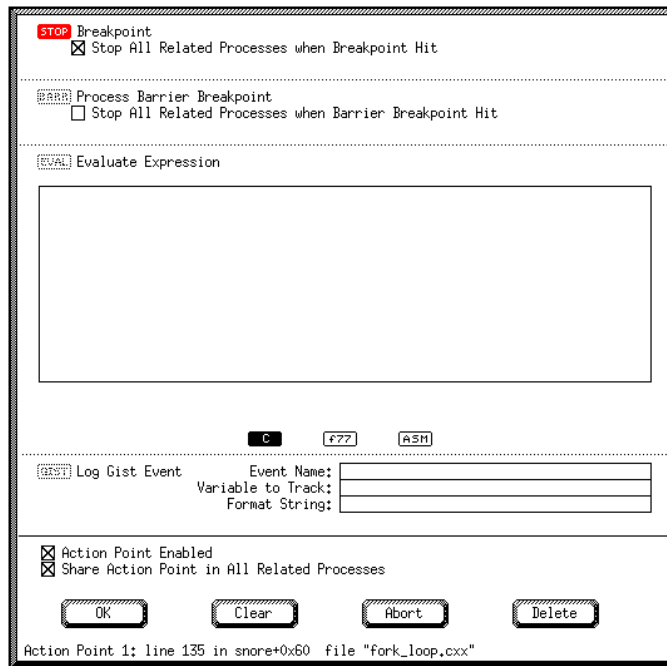 STOP Breakpoint
Stop All Related Processes when Breakpoint Hit
BARR Process Barrier Breakpoint
Stop All Related Processes when Barrier Breakpoint Hit
EVAL Evaluate Expression
C f77 ASM
GIST Log Gist Event Event Name:
Variable to Track:
Format String:
Action Point Enabled
Share Action Point in All Related Processes
OK Clear Abort Delete
Action Point 1: line 135 in snore+0x60 file "fork_loop.cxx"